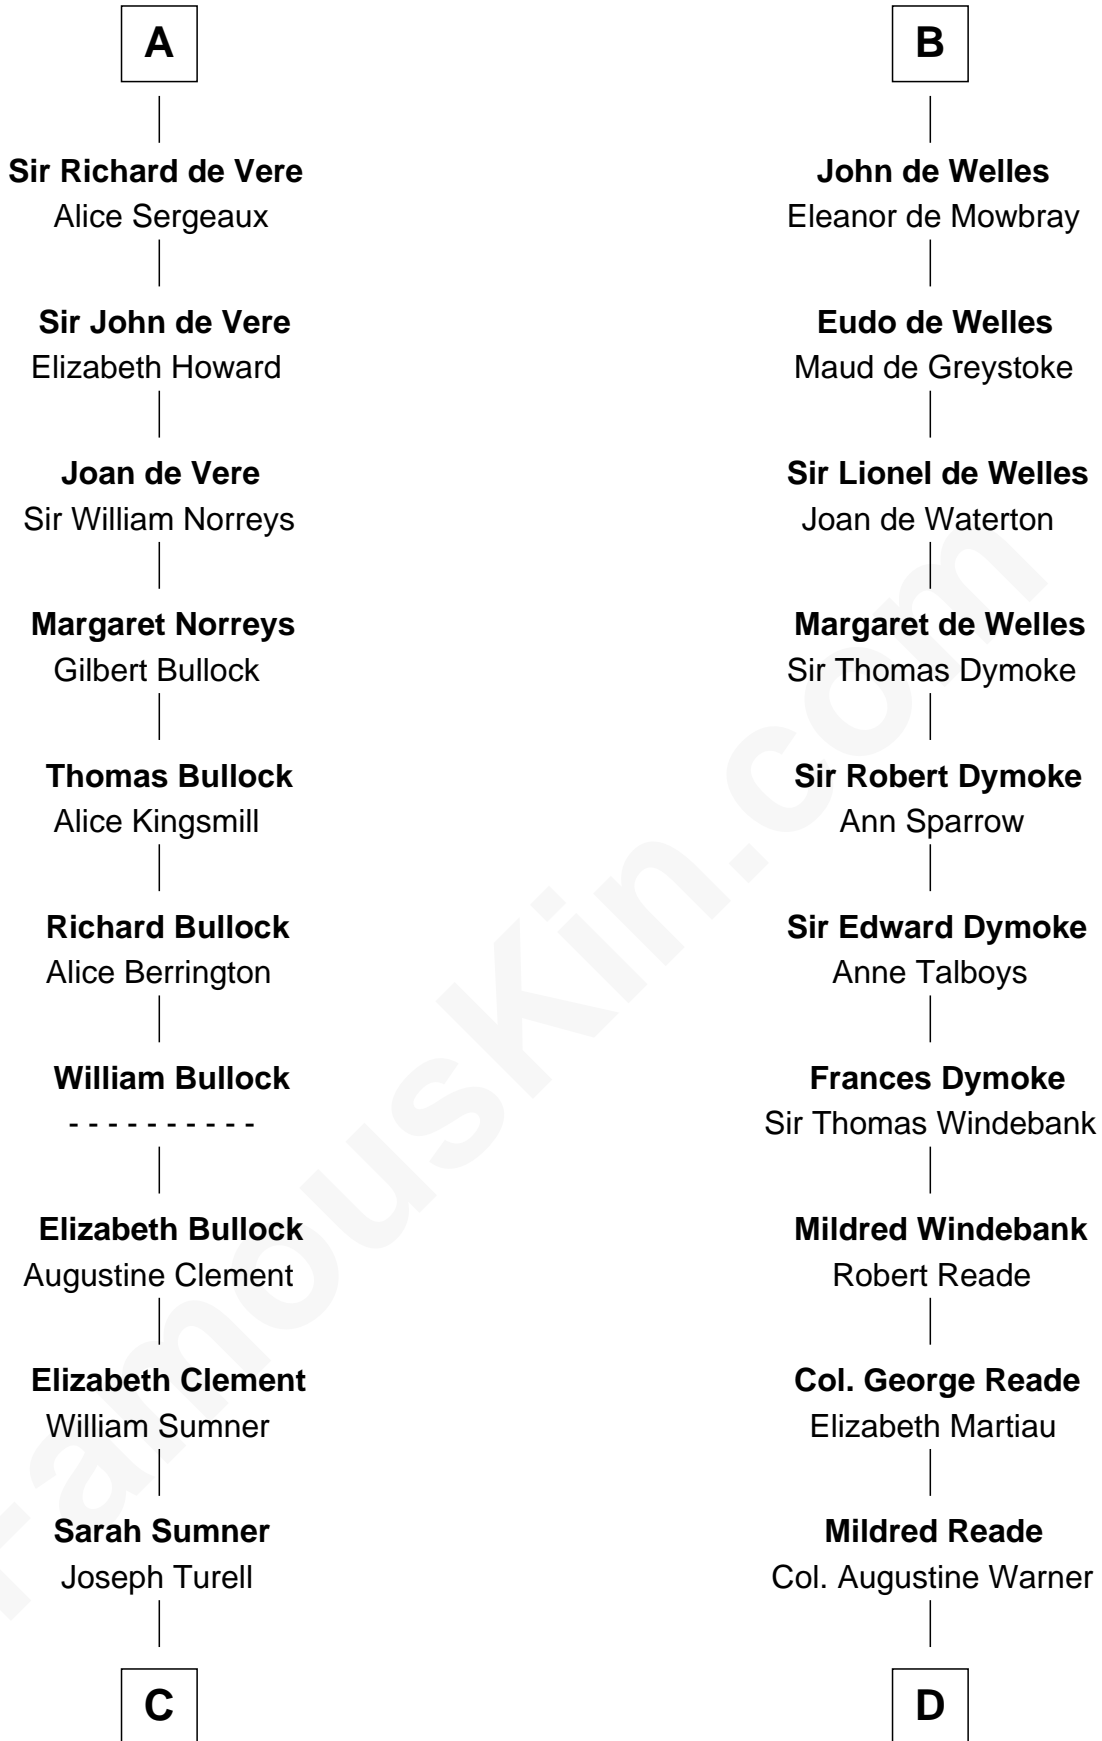 A
Sir Richard de Vere
Alice Sergeaux
Sir John de Vere
Elizabeth Howard
Joan de Vere
Sir William Norreys
Margaret Norreys
Gilbert Bullock
Thomas Bullock
Alice Kingsmill
Richard Bullock
Alice Berrington
William Bullock
- - - - - - - - - -
Elizabeth Bullock
Augustine Clement
Elizabeth Clement
William Sumner
Sarah Sumner
Joseph Turell
C
B
John de Welles
Eleanor de Mowbray
Eudo de Welles
Maud de Greystoke
Sir Lionel de Welles
Joan de Waterton
Margaret de Welles
Sir Thomas Dymoke
Sir Robert Dymoke
Ann Sparrow
Sir Edward Dymoke
Anne Talboys
Frances Dymoke
Sir Thomas Windebank
Mildred Windebank
Robert Reade
Col. George Reade
Elizabeth Martiau
Mildred Reade
Col. Augustine Warner
D
FamousKin.com